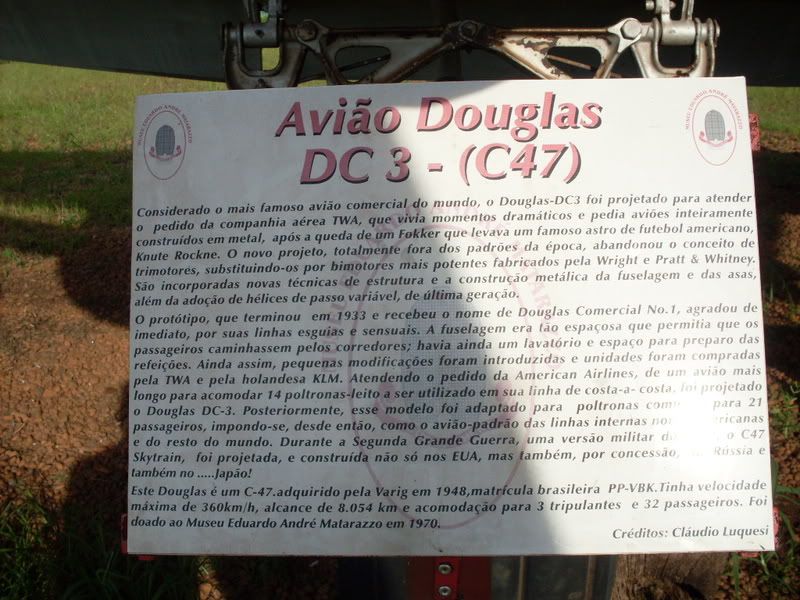 MUSEU EDUARDO ANDRÉ MATARAZZO
MUSEU EDUARDO ANDRÉ MATARAZZO
Avião Douglas
DC 3 - (C47)
Considerado o mais famoso avião comercial do mundo, o Douglas-DC3 foi projetado para atender
o pedido da companhia aérea TWA, que vivia momentos dramáticos e pedia aviões inteiramente
construídos em metal, após a queda de um Fokker que levava um famoso astro de futebol americano,
Knute Rockne. O novo projeto, totalmente fora dos padrões da época, abandonou o conceito de
trimotores, substituindo-os por bimotores mais potentes fabricados pela Wright e Pratt & Whitney.
São incorporadas novas técnicas de estrutura e a construção metálica da fuselagem e das asas,
além da adoção de hélices de passo variável, de última geração.
O protótipo, que terminou em 1933 e recebeu o nome de Douglas Comercial No.1, agradou de
imediato, por suas linhas esguias e sensuais. A fuselagem era tão espaçosa que permitia que os
passageiros caminhassem pelos corredores; havia ainda um lavatório e espaço para preparo das
refeições. Ainda assim, pequenas modificações foram introduzidas e unidades foram compradas
pela TWA e pela holandesa KLM. Atendendo o pedido da American Airlines, de um avião mais
longo para acomodar 14 poltronas-leito a ser utilizado em sua linha de costa-a- costa, foi projetado
o Douglas DC-3. Posteriormente, esse modelo foi adaptado para poltronas para 21
passageiros, impondo-se, desde então, como o avião-padrão das linhas internas
e do resto do mundo. Durante a Segunda Grande Guerra, uma versão militar o C47
Skytrain, foi projetada, e construída não só nos EUA, mas também, por concessão, Rússia e
também no .....Japão!
Este Douglas é um C-47.adquirido pela Varig em 1948,matrícula brasileira PP-VBK.Tinha velocidade
máxima de 360km/h, alcance de 8.054 km e acomodação para 3 tripulantes e 32 passageiros. Foi
doado ao Museu Eduardo André Matarazzo em 1970.
Créditos: Cláudio Luquesi